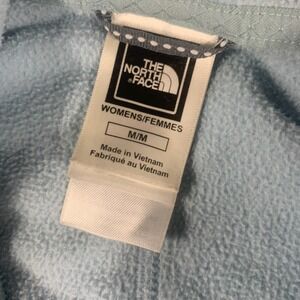 THE
NORTH
FACE
WOMENS/FEMMES
M/M
Made in Vietnam
Fabriqué au Vietnam